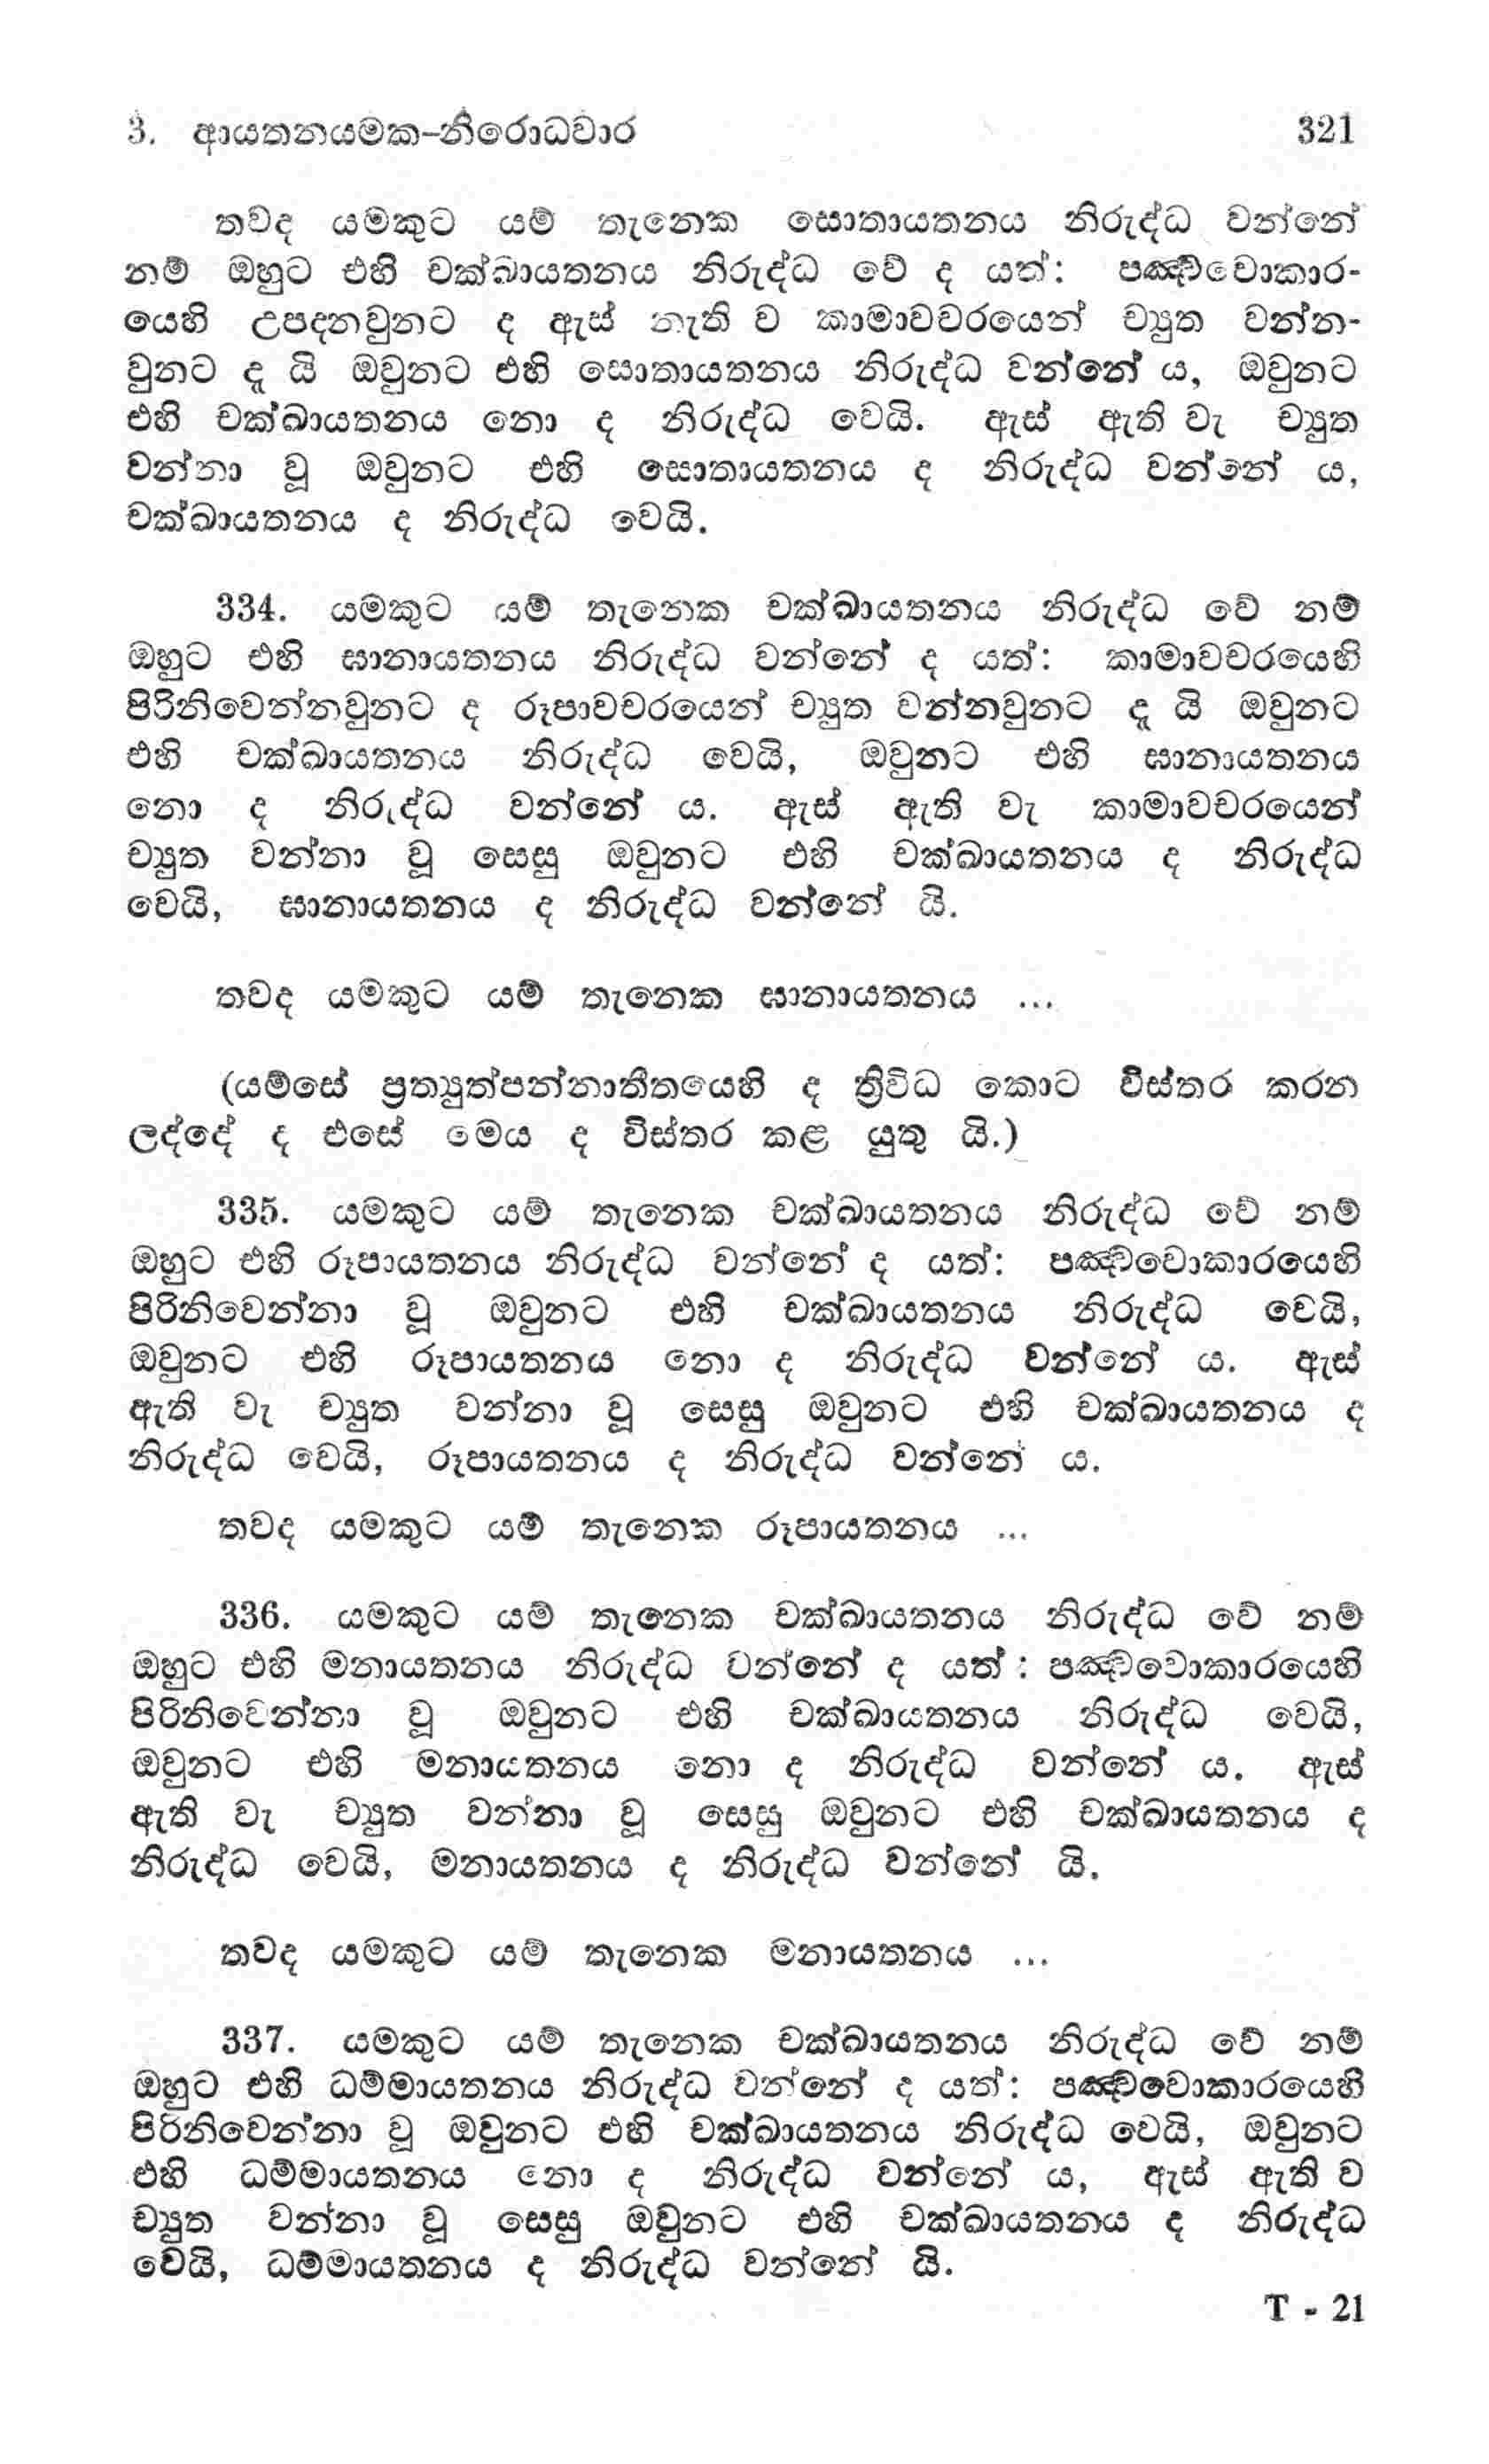 3. ආයතනයමක–නිරොධවාර 321
තවද යමකුට යම් තැනෙක සොතායතනය නිරුද්ධ වන්නේ
නම් ඔහුට එහි චක්ඛායතනය නිරුද්ධ වේ ද යත්: පඤ්චවොකාර-
යෙහි උපදනවුනට ද ඇස් නැති ව කාමාවචරයෙන් ච්‍යුත වන්න-
වුනට ද යි ඔවුනට එහි සොතායතනය නිරුද්ධ වන්නේ ය, ඔවුනට
එහි චක්ඛායතනය නො ද නිරුද්ධ වෙයි. ඇස් ඇති වැ ච්‍යුත
වන්නා වූ ඔවුනට එහි සොතායතනය ද නිරුද්ධ වන්නේ ය,
චක්ඛායතනය ද නිරුද්ධ වෙයි.
334. යමකුට යම් තැනෙක චක්ඛායතනය නිරුද්ධ වේ නම්
ඔහුට එහි ඝානායතනය නිරුද්ධ වන්නේ ද යත්: කාමාවචරයෙහි
පිරිනිවෙන්නවුනට ද රූපාවචරයෙන් ච්‍යුත වන්නවුනට ද යි ඔවුනට
එහි චක්ඛායතනය නිරුද්ධ වෙයි, ඔවුනට එහි ඝානායතනය
නො ද නිරුද්ධ වන්නේ ය. ඇස් ඇති වැ කාමාවචරයෙන්
ච්‍යුත වන්නා වූ සෙසු ඔවුනට එහි චක්ඛායතනය ද නිරුද්ධ
වෙයි, ඝානායතනය ද නිරුද්ධ වන්නේ යි.
තවද යමකුට යම් තැනෙක ඝානායතනය ...
(යම්සේ ප්‍රත්‍යුත්පන්නාතීතයෙහි ද ත්‍රිවිධ කොට විස්තර කරන
ලද්දේ ද එසේ මෙය ද විස්තර කළ යුතු යි.)
335. යමකුට යම් තැනෙක චක්ඛායතනය නිරුද්ධ වේ නම්
ඔහුට එහි රූපායතනය නිරුද්ධ වන්නේ ද යත්: පඤ්චවොකාරයෙහි
පිරිනිවෙන්නා වූ ඔවුනට එහි චක්ඛායතනය නිරුද්ධ වෙයි,
ඔවුනට එහි රූපායතනය නො ද නිරුද්ධ වන්නේ ය. ඇස්
ඇති වැ ච්‍යුත වන්නා වූ සෙසු ඔවුනට එහි චක්ඛායතනය ද
නිරුද්ධ වෙයි, රූපායතනය ද නිරුද්ධ වන්නේ ය.
තවද යමකුට යම් තැනෙක රූපායතනය ...
336. යමකුට යම් තැනෙක චක්ඛායතනය නිරුද්ධ වේ නම්
ඔහුට එහි මනායතනය නිරුද්ධ වන්නේ ද යත් : පඤ්චවොකාරයෙහි
පිරිනිවෙන්නා වූ ඔවුනට එහි චක්ඛායතනය නිරුද්ධ වෙයි,
ඔවුනට එහි මනායතනය නො ද නිරුද්ධ වන්නේ ය. ඇස්
ඇති වැ ච්‍යුත වන්නා වූ සෙසු ඔවුනට එහි චක්ඛායතනය ද
නිරුද්ධ වෙයි, මනායතනය ද නිරුද්ධ වන්නේ යි.
තවද යමකුට යම් තැනෙක මනායතනය ...
337. යමකුට යම් තැනෙක චක්ඛායතනය නිරුද්ධ වේ නම්
ඔහුට එහි ධම්මායතනය නිරුද්ධ වන්නේ ද යත්: පඤ්චවොකාරයෙහි
පිරිනිවෙන්නා වූ ඔවුනට එහි චක්ඛායතනය නිරුද්ධ වෙයි, ඔවුනට
එහි ධම්මායතනය නො ද නිරුද්ධ වන්නේ ය, ඇස් ඇති ව
ච්‍යුත වන්නා වූ සෙසු ඔවුනට එහි චක්ඛායතනය ද නිරුද්ධ
වෙයි, ධම්මායතනය ද නිරුද්ධ වන්නේ යි.
T - 21